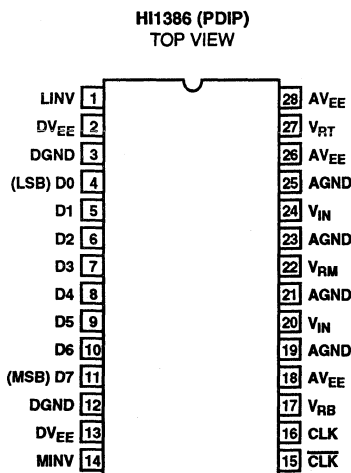 HI1386 (PDIP)
TOP VIEW
LINV 1 28 AVEE
DVEE 2 27 VRT
DGND 3 26 AVEE
(LSB) D0 4 25 AGND
D1 5 24 VIN
D2 6 23 AGND
D3 7 22 VRM
D4 8 21 AGND
D5 9 20 VIN
D6 10 19 AGND
(MSB) D7 11 18 AVEE
DGND 12 17 VRB
DVEE 13 16 CLK
MINV 14 15 C̅L̅K̅